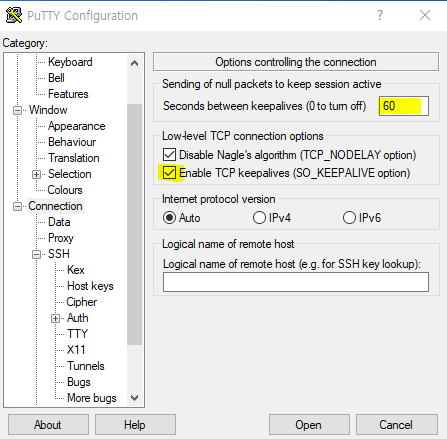 PuTTY Configuration
Category:
Keyboard
Bell
Features
Window
Appearance
Behaviour
Translation
Selection
Colours
Connection
Data
Proxy
SSH
Kex
Host keys
Cipher
Auth
TTY
X11
Tunnels
Bugs
More bugs
Options controlling the connection
Sending of null packets to keep session active
Seconds between keepalives (0 to turn off) 60
Low-level TCP connection options
Disable Nagle's algorithm (TCP_NODELAY option)
Enable TCP keepalives (SO_KEEPALIVE option)
Internet protocol version
Auto IPv4 IPv6
Logical name of remote host
Logical name of remote host (e.g. for SSH key lookup):
About Help Open Cancel